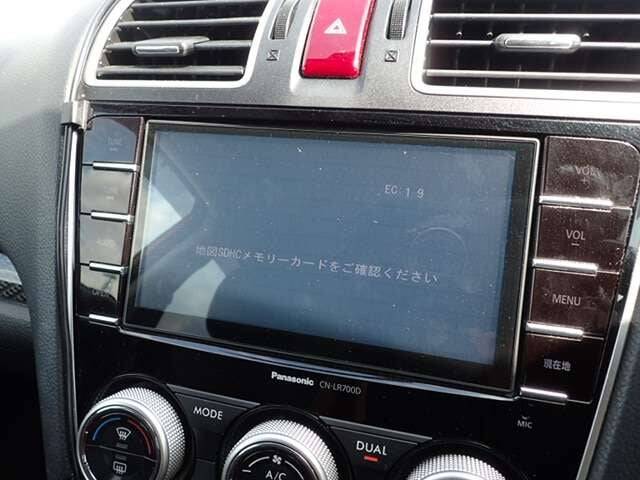 EC:1.9
地図SDHCメモリーカードをご確認ください
VOL
+
VOL
−
MENU
現在地
OPEN
Panasonic CN-LR700D
MIC
MODE
DUAL
A/C